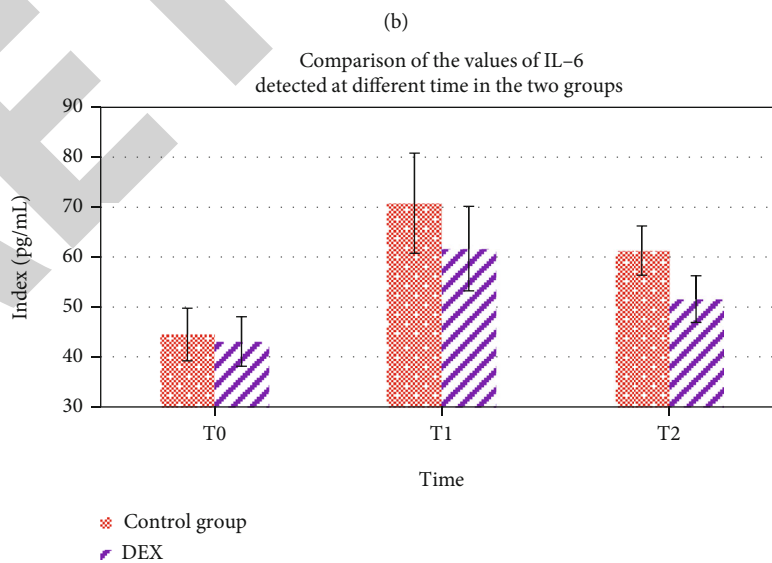 (b)
Comparison of the values of IL–6
detected at different time in the two groups
90
80
70
60
50
40
30
Index (pg/mL)
T0
T1
T2
Time
Control group
DEX